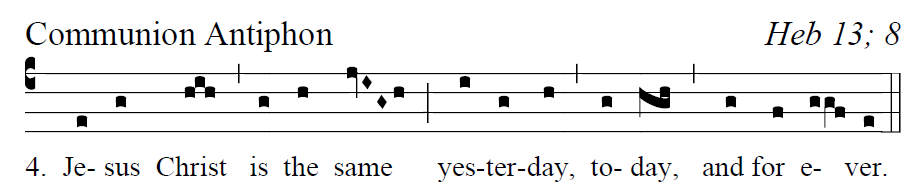 Communion Antiphon Heb 13; 8
4. Je- sus Christ is the same yes-ter-day, to- day, and for e- ver.